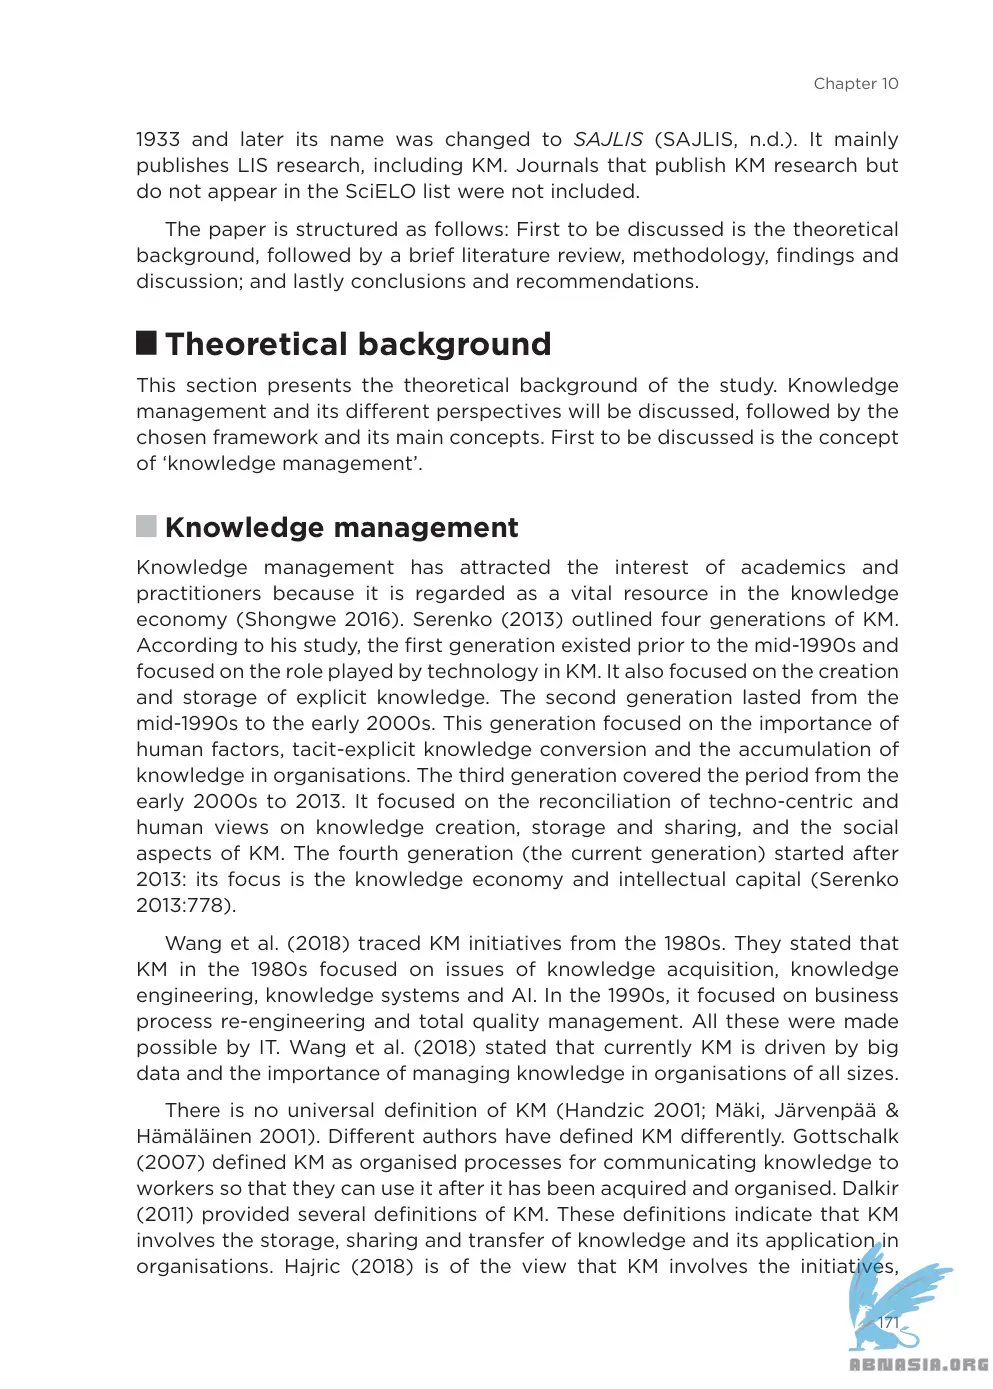 Chapter 10
1933 and later its name was changed to SAJLIS (SAJLIS, n.d.). It mainly
publishes LIS research, including KM. Journals that publish KM research but
do not appear in the SciELO list were not included.
The paper is structured as follows: First to be discussed is the theoretical
background, followed by a brief literature review, methodology, findings and
discussion; and lastly conclusions and recommendations.
Theoretical background
This section presents the theoretical background of the study. Knowledge
management and its different perspectives will be discussed, followed by the
chosen framework and its main concepts. First to be discussed is the concept
of ‘knowledge management’.
Knowledge management
Knowledge management has attracted the interest of academics and
practitioners because it is regarded as a vital resource in the knowledge
economy (Shongwe 2016). Serenko (2013) outlined four generations of KM.
According to his study, the first generation existed prior to the mid-1990s and
focused on the role played by technology in KM. It also focused on the creation
and storage of explicit knowledge. The second generation lasted from the
mid-1990s to the early 2000s. This generation focused on the importance of
human factors, tacit-explicit knowledge conversion and the accumulation of
knowledge in organisations. The third generation covered the period from the
early 2000s to 2013. It focused on the reconciliation of techno-centric and
human views on knowledge creation, storage and sharing, and the social
aspects of KM. The fourth generation (the current generation) started after
2013: its focus is the knowledge economy and intellectual capital (Serenko
2013:778).
Wang et al. (2018) traced KM initiatives from the 1980s. They stated that
KM in the 1980s focused on issues of knowledge acquisition, knowledge
engineering, knowledge systems and AI. In the 1990s, it focused on business
process re-engineering and total quality management. All these were made
possible by IT. Wang et al. (2018) stated that currently KM is driven by big
data and the importance of managing knowledge in organisations of all sizes.
There is no universal definition of KM (Handzic 2001; Mäki, Järvenpää &
Hämäläinen 2001). Different authors have defined KM differently. Gottschalk
(2007) defined KM as organised processes for communicating knowledge to
workers so that they can use it after it has been acquired and organised. Dalkir
(2011) provided several definitions of KM. These definitions indicate that KM
involves the storage, sharing and transfer of knowledge and its application in
organisations. Hajric (2018) is of the view that KM involves the initiatives,
171
ABNASIA.ORG